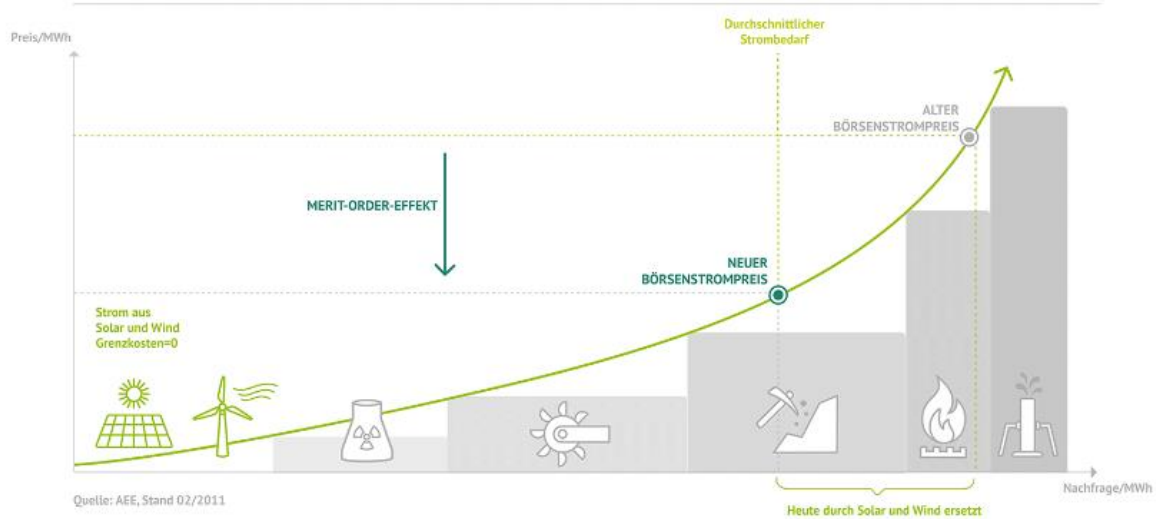 Preis/MWh
Durchschnittlicher
Strombedarf
ALTER
BÖRSENSTROMPREIS
MERIT-ORDER-EFFEKT
NEUER
BÖRSENSTROMPREIS
Strom aus
Solar und Wind
Grenzkosten=0
Nachfrage/MWh
Quelle: AEE, Stand 02/2011
Heute durch Solar und Wind ersetzt